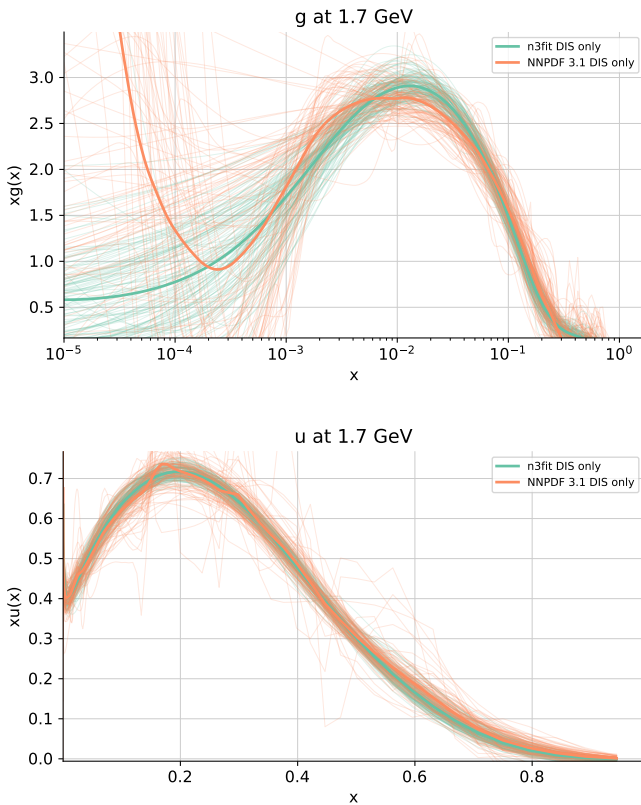 g at 1.7 GeV
n3fit DIS only
NNPDF 3.1 DIS only
3.0
2.5
2.0
1.5
1.0
0.5
xg(x)
10⁻⁵ 10⁻⁴ 10⁻³ 10⁻² 10⁻¹ 10⁰
x
u at 1.7 GeV
n3fit DIS only
NNPDF 3.1 DIS only
0.7
0.6
0.5
0.4
0.3
0.2
0.1
0.0
xu(x)
0.2 0.4 0.6 0.8
x